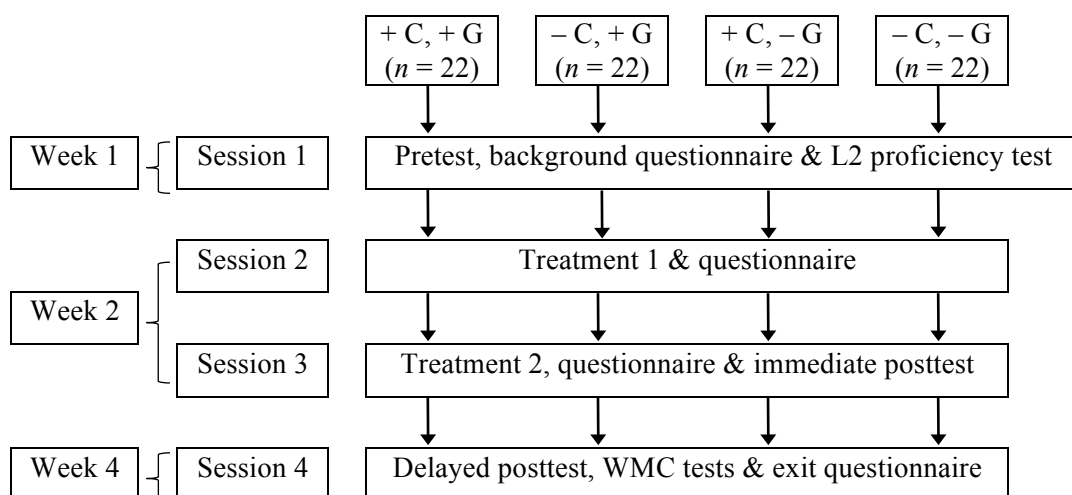 + C, + G
(n = 22)
– C, + G
(n = 22)
+ C, – G
(n = 22)
– C, – G
(n = 22)
Week 1
Session 1
Pretest, background questionnaire & L2 proficiency test
Session 2
Treatment 1 & questionnaire
Week 2
Session 3
Treatment 2, questionnaire & immediate posttest
Week 4
Session 4
Delayed posttest, WMC tests & exit questionnaire